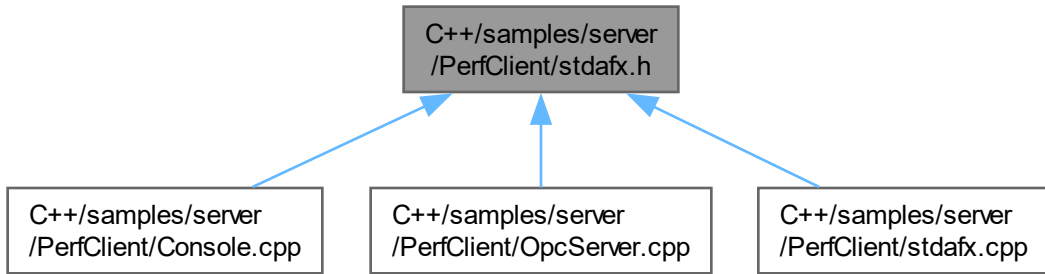 C++/samples/server
/PerfClient/stdafx.h
C++/samples/server
/PerfClient/Console.cpp
C++/samples/server
/PerfClient/OpcServer.cpp
C++/samples/server
/PerfClient/stdafx.cpp